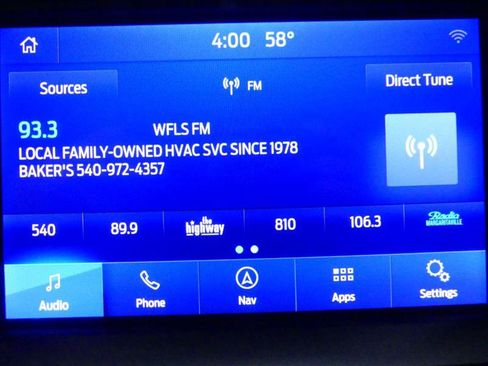 4:00 58°
Sources
FM
Direct Tune
93.3 WFLS FM
LOCAL FAMILY-OWNED HVAC SVC SINCE 1978
BAKER'S 540-972-4357
540 89.9 the highway 810 106.3 Radio MARGARITAVILLE
Audio Phone Nav Apps Settings